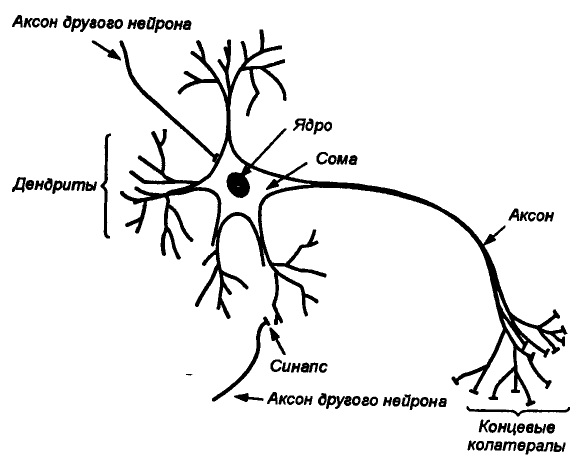 Аксон другого нейрона
Ядро
Сома
Дендриты
Аксон
Синапс
Аксон другого нейрона
Концевые
колатералы